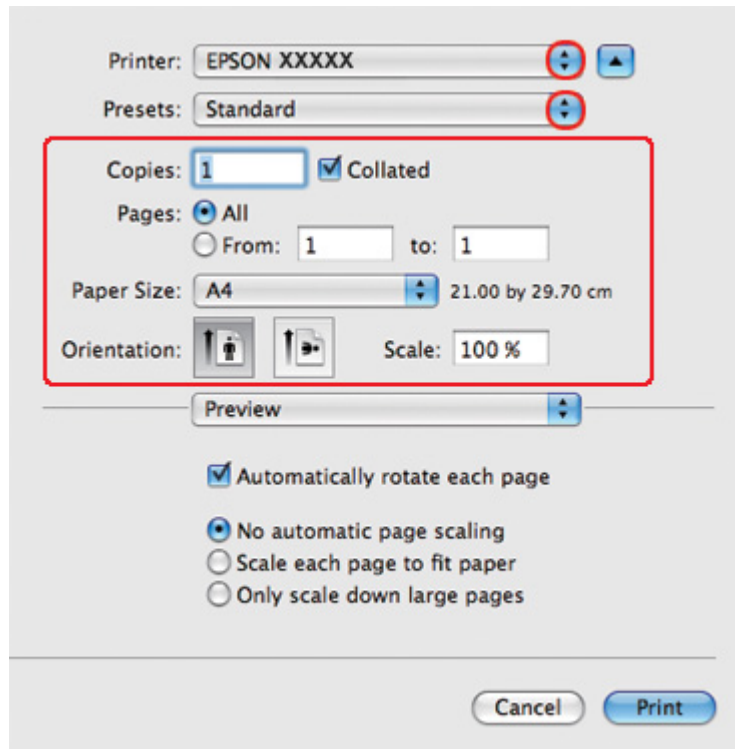 Printer: EPSON XXXXX
Presets: Standard
Copies: 1 Collated
Pages: All
From: 1 to: 1
Paper Size: A4 21.00 by 29.70 cm
Orientation: Scale: 100 %
Preview
Automatically rotate each page
No automatic page scaling
Scale each page to fit paper
Only scale down large pages
Cancel Print